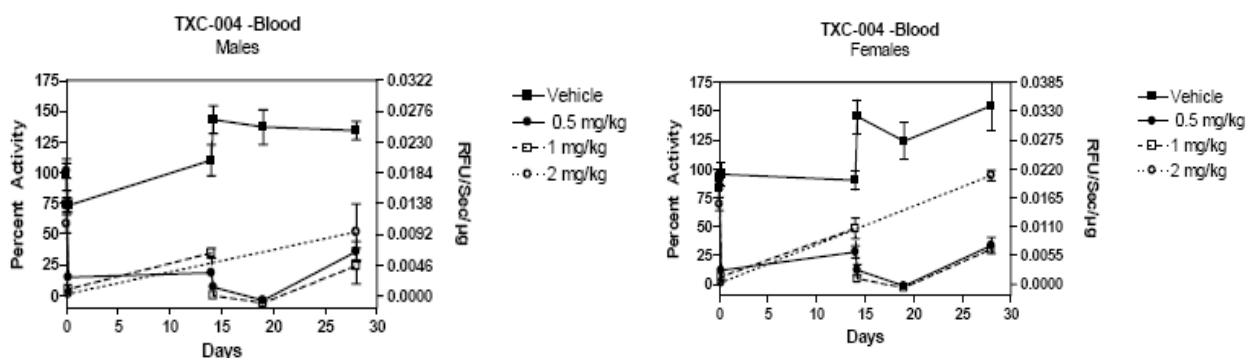 TXC-004 -Blood
Males
175
150
125
100
75
50
25
0
Percent Activity
0.0322
0.0276
0.0230
0.0184
0.0138
0.0092
0.0046
0.0000
RFU/Sec/µg
0 5 10 15 20 25 30
Days
Vehicle
0.5 mg/kg
1 mg/kg
2 mg/kg
TXC-004 -Blood
Females
175
150
125
100
75
50
25
0
Percent Activity
0.0385
0.0330
0.0275
0.0220
0.0165
0.0110
0.0055
0.0000
RFU/Sec/µg
0 5 10 15 20 25 30
Days
Vehicle
0.5 mg/kg
1 mg/kg
2 mg/kg